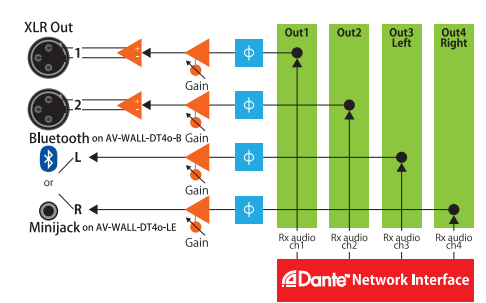 XLR Out
Out1 Out2 Out3 Left Out4 Right
1 + - Φ
Gain
2 + - Φ
Gain
Bluetooth on AV-WALL-DT4o-B
L Φ
or
Gain
R Φ
Minijack on AV-WALL-DT4o-LE
Gain
Rx audio ch1 Rx audio ch2 Rx audio ch3 Rx audio ch4
Dante™ Network Interface